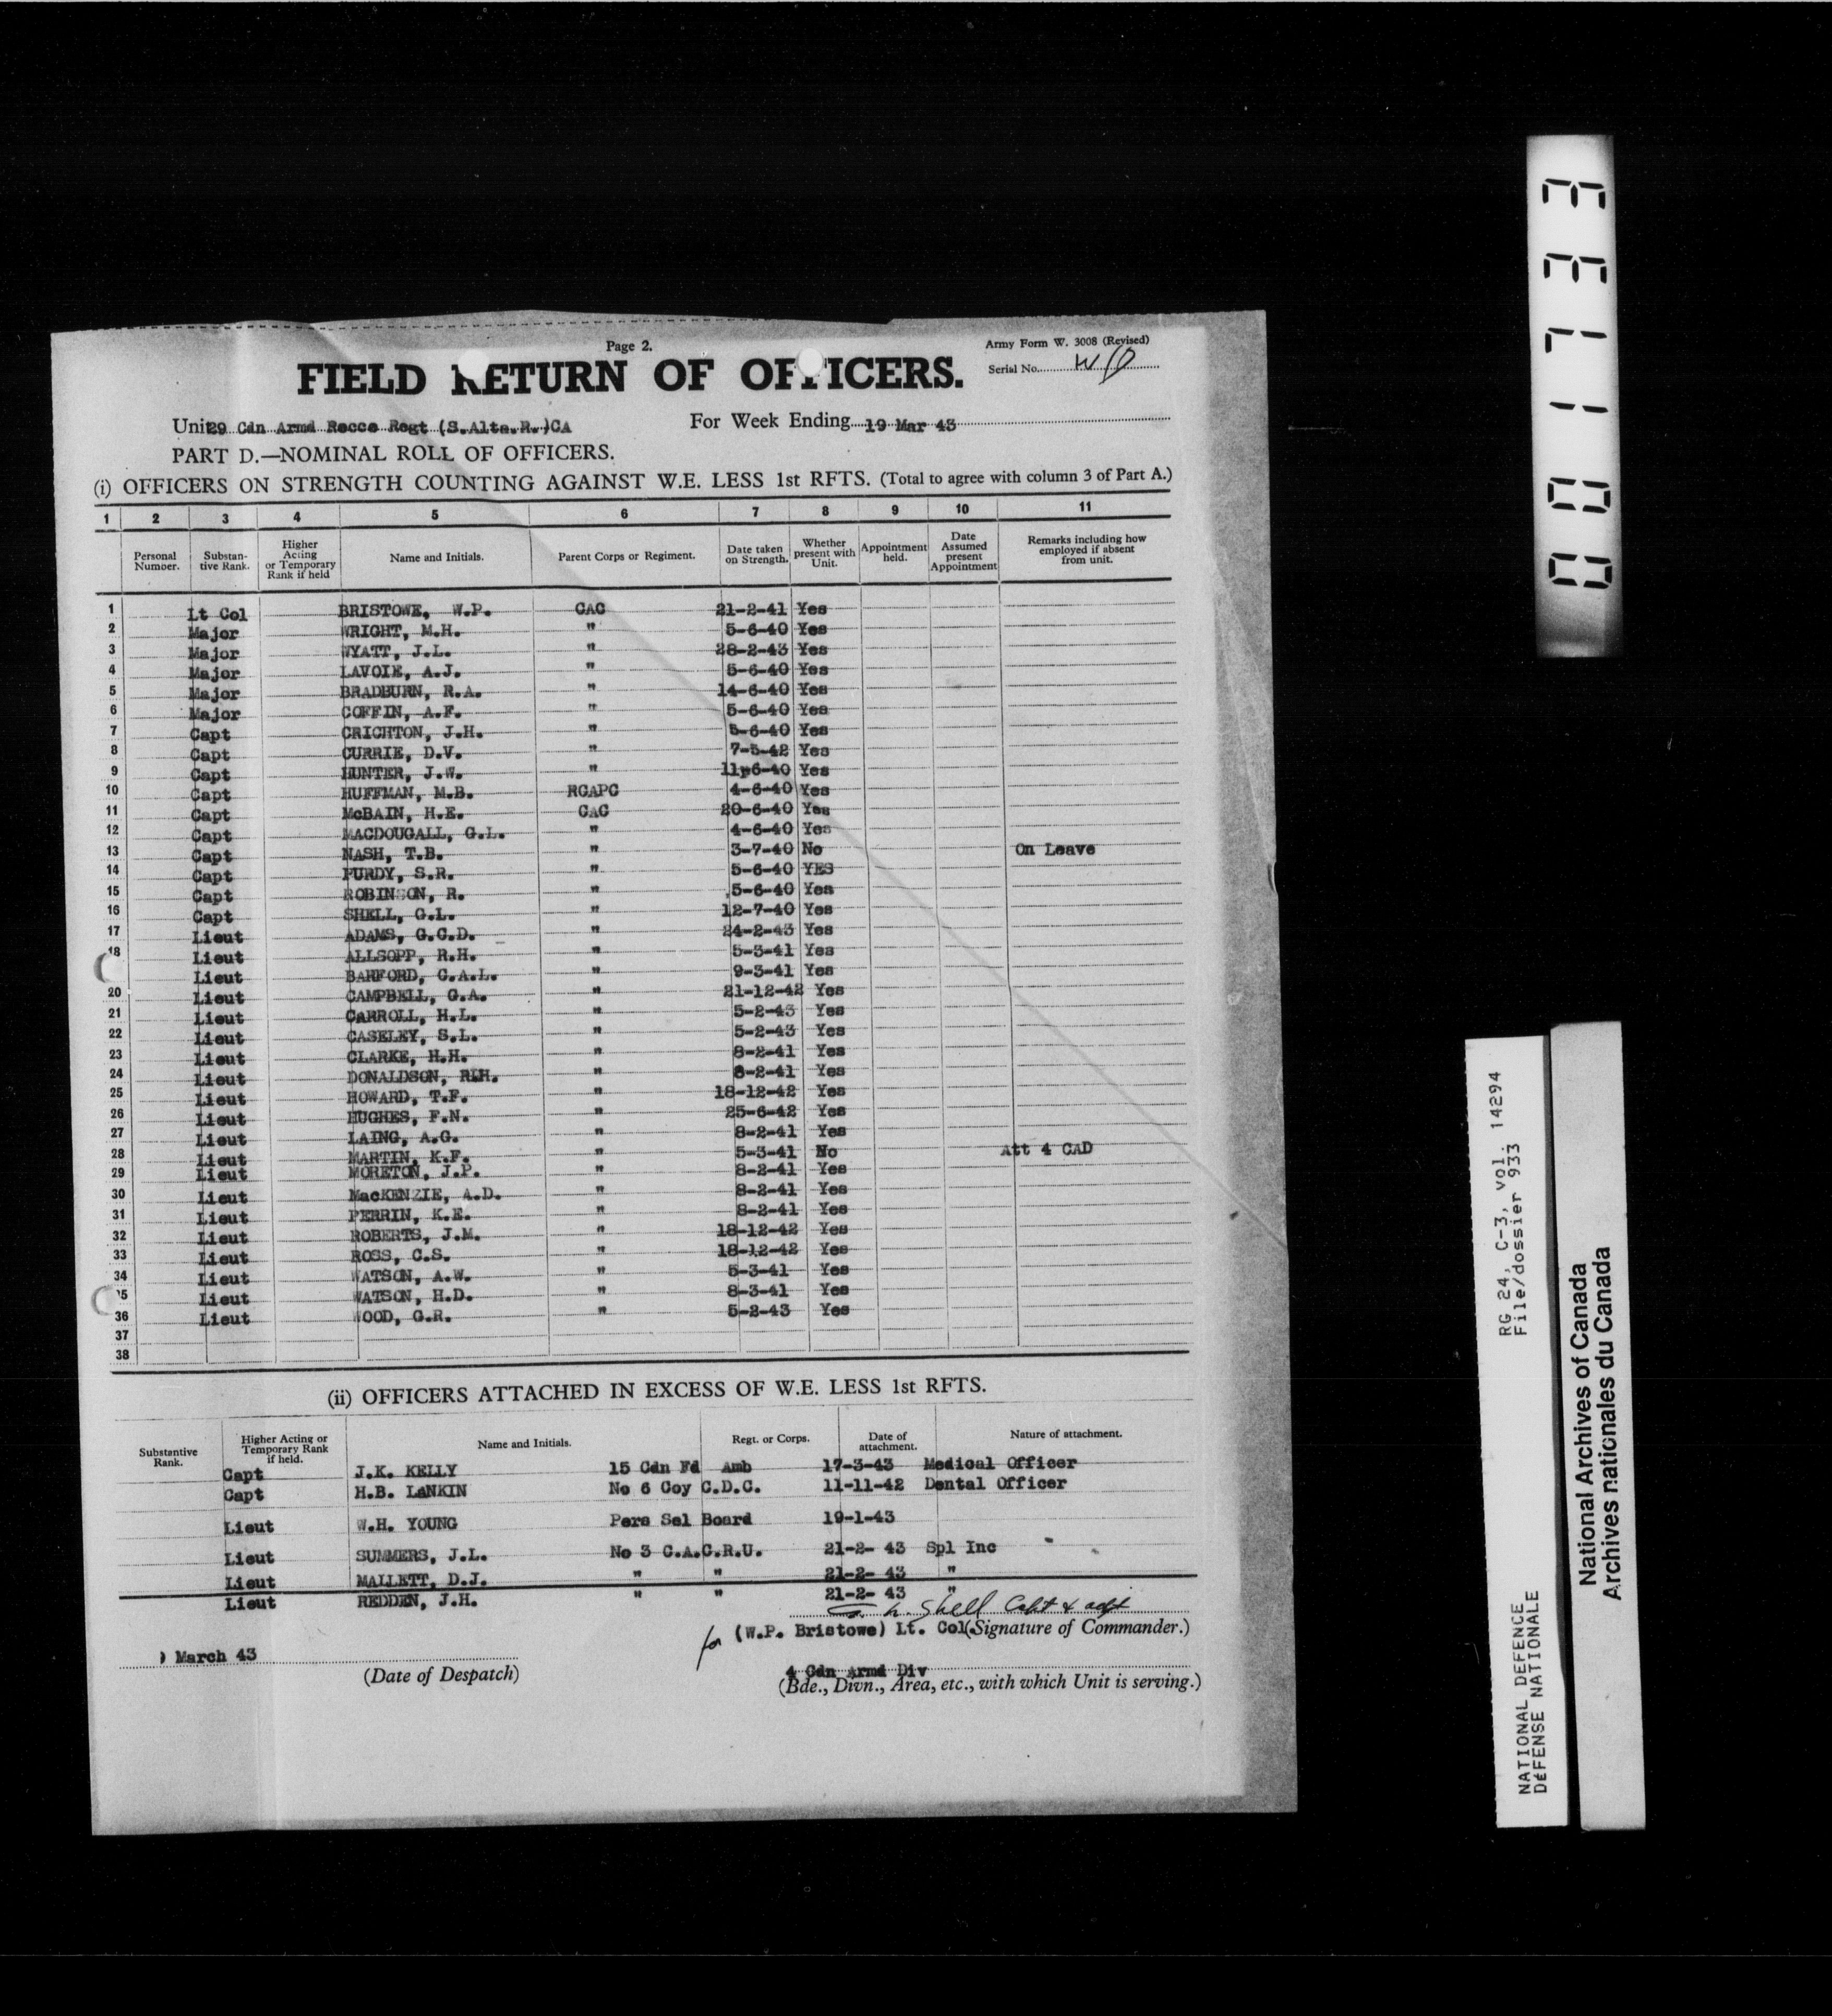 Page 2.
Army Form W. 3008 (Revised)
FIELD RETURN OF OFFICERS.
Serial No.
Unit 29 Cdn Armd Recce Regt (S.Alta.R.)CA For Week Ending 19 Mar 43
PART D.—NOMINAL ROLL OF OFFICERS.
(i) OFFICERS ON STRENGTH COUNTING AGAINST W.E. LESS 1st RFTS. (Total to agree with column 3 of Part A.)
1 2 3 4 5 6 7 8 9 10 11
Personal Number. Substantive Rank. Higher Acting or Temporary Rank if held Name and Initials. Parent Corps or Regiment. Date taken on Strength. Whether present with Unit. Appointment held. Date Assumed present Appointment Remarks including how employed if absent from unit.
1 Lt Col BRISTOWE, W.P. CAC 21-2-41 Yes
2 Major WRIGHT, M.H. " 5-6-40 Yes
3 Major WYATT, J.L. " 28-2-43 Yes
4 Major LAVOIE, A.J. " 5-6-40 Yes
5 Major BRADBURN, R.A. " 14-6-40 Yes
6 Major COFFIN, A.F. " 5-6-40 Yes
7 Capt CRICHTON, J.H. " 5-6-40 Yes
8 Capt CURRIE, D.V. " 7-5-42 Yes
9 Capt HUNTER, J.W. " 11-6-40 Yes
10 Capt HUFFMAN, M.B. RCAPC 4-6-40 Yes
11 Capt McBAIN, H.E. CAC 20-6-40 Yes
12 Capt MACDOUGALL, G.L. " 4-6-40 Yes
13 Capt NASH, T.B. " 3-7-40 No On Leave
14 Capt PURDY, S.R. " 5-6-40 YES
15 Capt ROBINSON, R. " 5-6-40 Yes
16 Capt SHELL, G.L. " 12-7-40 Yes
17 Lieut ADAMS, G.C.D. " 24-2-43 Yes
18 Lieut ALLSOPP, R.H. " 5-3-41 Yes
Lieut BARFORD, G.A.L. " 9-3-41 Yes
20 Lieut CAMPBELL, G.A. " 21-12-42 Yes
21 Lieut CARROLL, H.L. " 5-2-43 Yes
22 Lieut CASELEY, S.L. " 5-2-43 Yes
23 Lieut CLARKE, H.H. " 8-2-41 Yes
24 Lieut DONALDSON, R.H. " 8-2-41 Yes
25 Lieut HOWARD, T.F. " 18-12-42 Yes
26 Lieut HUGHES, F.N. " 25-6-42 Yes
27 Lieut LAING, A.G. " 8-2-41 Yes
28 Lieut MARTIN, K.F. " 5-3-41 No Att 4 CAD
29 Lieut MORETON, J.P. " 8-2-41 Yes
30 Lieut MacKENZIE, A.D. " 8-2-41 Yes
31 Lieut PERRIN, K.E. " 8-2-41 Yes
32 Lieut ROBERTS, J.M. " 18-12-42 Yes
33 Lieut ROSS, C.S. " 18-12-42 Yes
34 Lieut WATSON, A.W. " 5-3-41 Yes
35 Lieut WATSON, H.D. " 8-3-41 Yes
36 Lieut WOOD, G.R. " 5-2-43 Yes
37
38
(ii) OFFICERS ATTACHED IN EXCESS OF W.E. LESS 1st RFTS.
Substantive Rank. Higher Acting or Temporary Rank if held. Name and Initials. Regt. or Corps. Date of attachment. Nature of attachment.
Capt J.K. KELLY 15 Cdn Fd Amb 17-3-43 Medical Officer
Capt H.B. LANKIN No 6 Coy C.D.C. 11-11-42 Dental Officer
Lieut W.H. YOUNG Pers Sel Board 19-1-43
Lieut SUMMERS, J.L. No 3 C.A.C.R.U. 21-2- 43 Spl Inc
Lieut MALLETT, D.J. " " 21-2- 43 "
Lieut REDDEN, J.H. " " 21-2- 43 "
Shell Capt & adjt
for (W.P. Bristowe) Lt. Col. (Signature of Commander.)
March 43
(Date of Despatch)
4 Cdn Armd Div
(Bde., Divn., Area, etc., with which Unit is serving.)
001733
RG 24, C-3, vol. 14294
File/dossier 933
NATIONAL DEFENCE
DÉFENSE NATIONALE
National Archives of Canada
Archives nationales du Canada